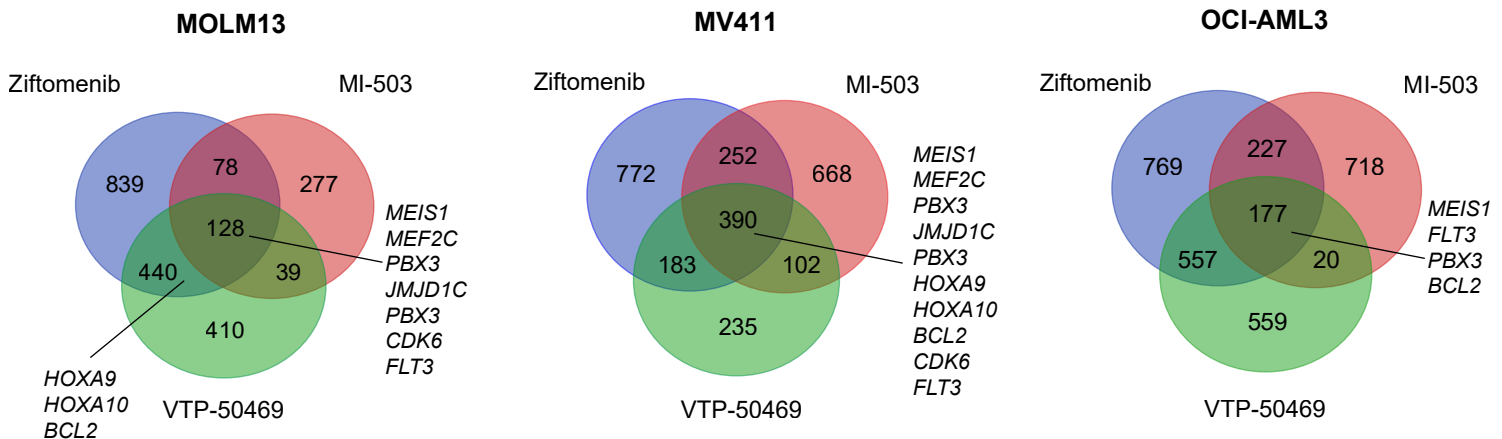 MOLM13
Ziftomenib
MI-503
839
78
277
128
440
39
410
MEIS1
MEF2C
PBX3
JMJD1C
PBX3
CDK6
FLT3
HOXA9
HOXA10
BCL2
VTP-50469
MV411
Ziftomenib
MI-503
772
252
668
390
183
102
235
MEIS1
MEF2C
PBX3
JMJD1C
PBX3
HOXA9
HOXA10
BCL2
CDK6
FLT3
VTP-50469
OCI-AML3
Ziftomenib
MI-503
769
227
718
177
557
20
559
MEIS1
FLT3
PBX3
BCL2
VTP-50469